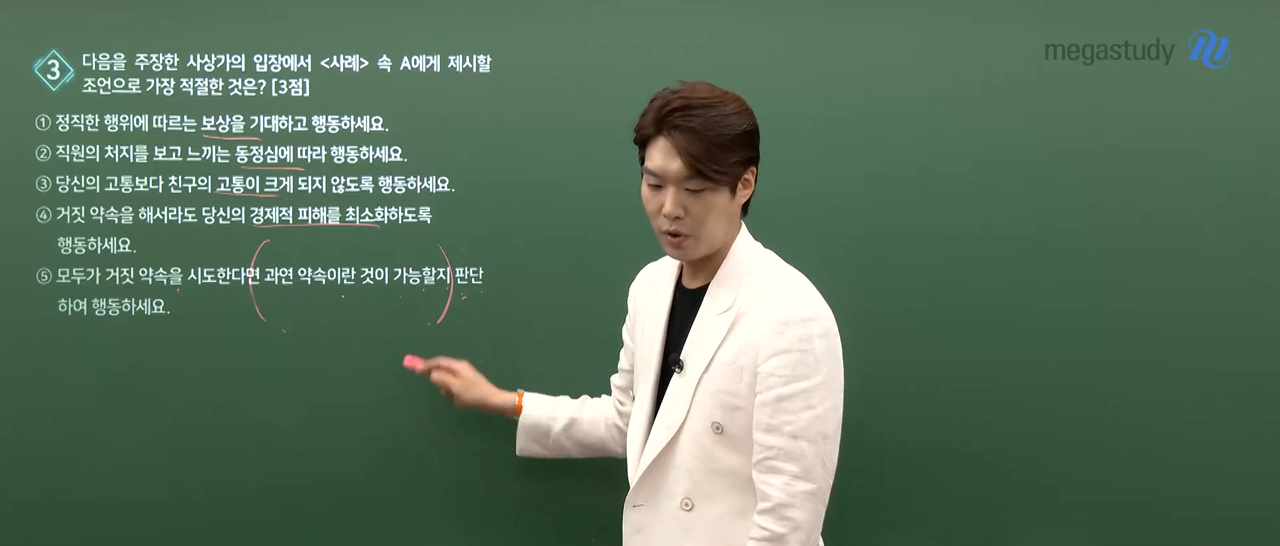 megastudy
3 다음을 주장한 사상가의 입장에서 <사례> 속 A에게 제시할
조언으로 가장 적절한 것은? [3점]
① 정직한 행위에 따르는 보상을 기대하고 행동하세요.
② 직원의 처지를 보고 느끼는 동정심에 따라 행동하세요.
③ 당신의 고통보다 친구의 고통이 크게 되지 않도록 행동하세요.
④ 거짓 약속을 해서라도 당신의 경제적 피해를 최소화하도록
행동하세요.
⑤ 모두가 거짓 약속을 시도한다면 과연 약속이란 것이 가능할지 판단
하여 행동하세요.